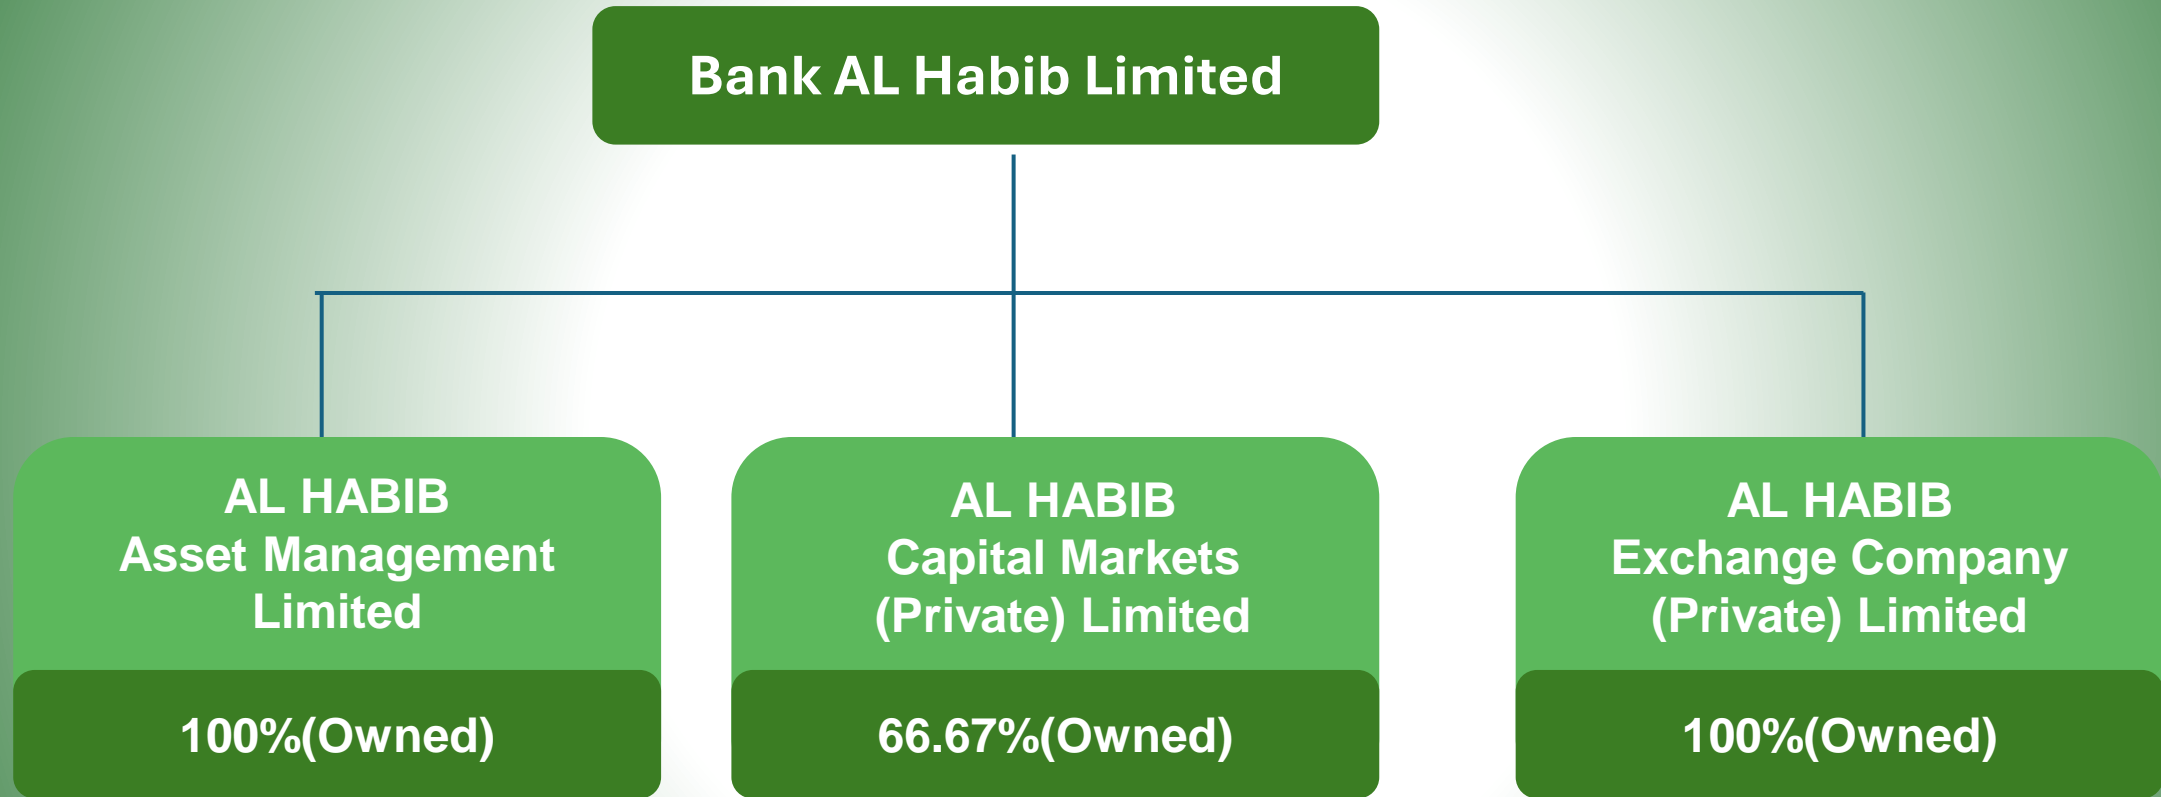 Bank AL Habib Limited
AL HABIB
Asset Management
Limited
100%(Owned)
AL HABIB
Capital Markets
(Private) Limited
66.67%(Owned)
AL HABIB
Exchange Company
(Private) Limited
100%(Owned)